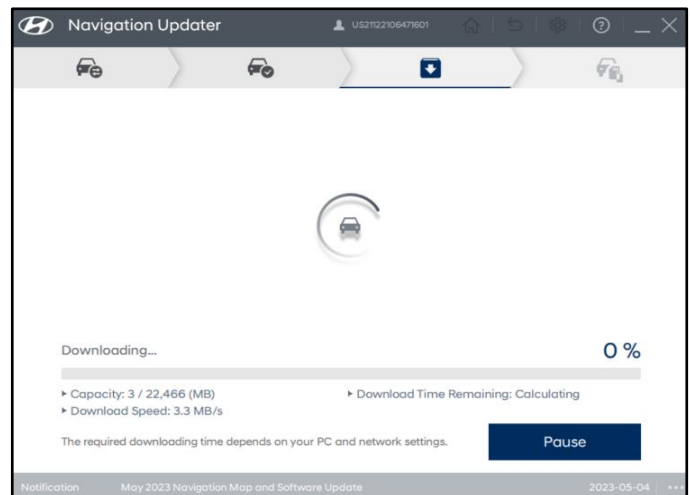 Navigation Updater US21122106471601
Downloading... 0 %
▸ Capacity: 3 / 22,466 (MB) ▸ Download Time Remaining: Calculating
▸ Download Speed: 3.3 MB/s
The required downloading time depends on your PC and network settings. Pause
Notification May 2023 Navigation Map and Software Update 2023-05-04